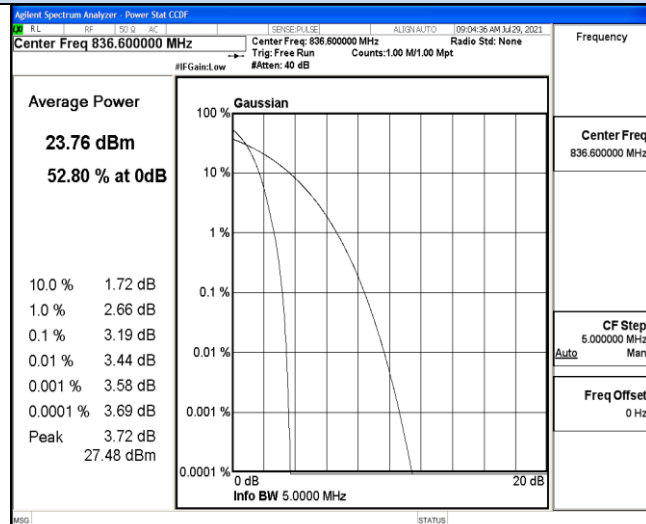 Agilent Spectrum Analyzer - Power Stat CCDF
RL RF 50 Ω AC SENSE:PULSE ALIGN AUTO 09:04:36 AM Jul 29, 2021
Center Freq 836.600000 MHz
Center Freq: 836.600000 MHz Radio Std: None
Trig: Free Run Counts:1.00 M/1.00 Mpt
#IFGain:Low #Atten: 40 dB
Frequency
Average Power
23.76 dBm
52.80 % at 0dB
10.0 % 1.72 dB
1.0 % 2.66 dB
0.1 % 3.19 dB
0.01 % 3.44 dB
0.001 % 3.58 dB
0.0001 % 3.69 dB
Peak 3.72 dB
27.48 dBm
Gaussian
100 %
10 %
1 %
0.1 %
0.01 %
0.001 %
0.0001 %
0 dB 20 dB
Info BW 5.0000 MHz
Center Freq
836.600000 MHz
CF Step
5.000000 MHz
Auto Man
Freq Offset
0 Hz
MSG STATUS